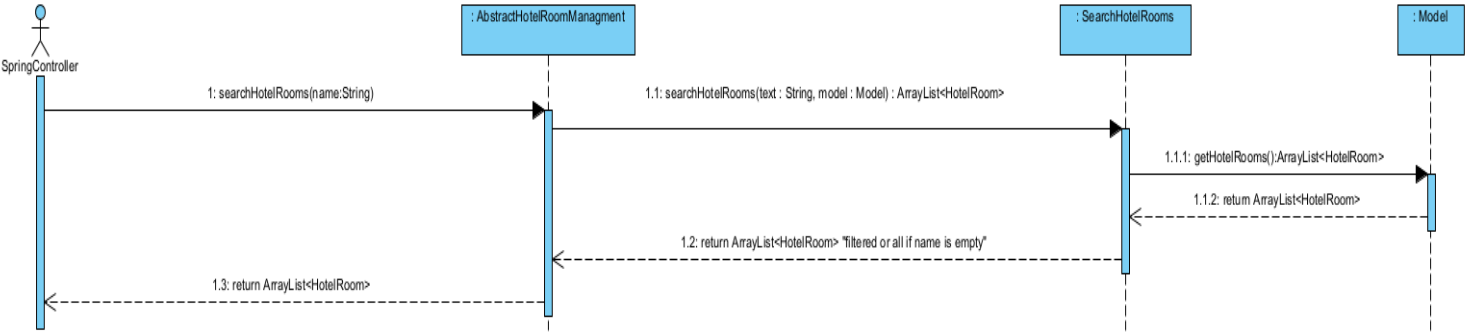 : AbstractHotelRoomManagment
: SearchHotelRooms
: Model
SpringController
1: searchHotelRooms(name:String)
1.1: searchHotelRooms(text : String, model : Model) : ArrayList<HotelRoom>
1.1.1: getHotelRooms():ArrayList<HotelRoom>
1.1.2: return ArrayList<HotelRoom>
1.2: return ArrayList<HotelRoom> "filtered or all if name is empty"
1.3: return ArrayList<HotelRoom>